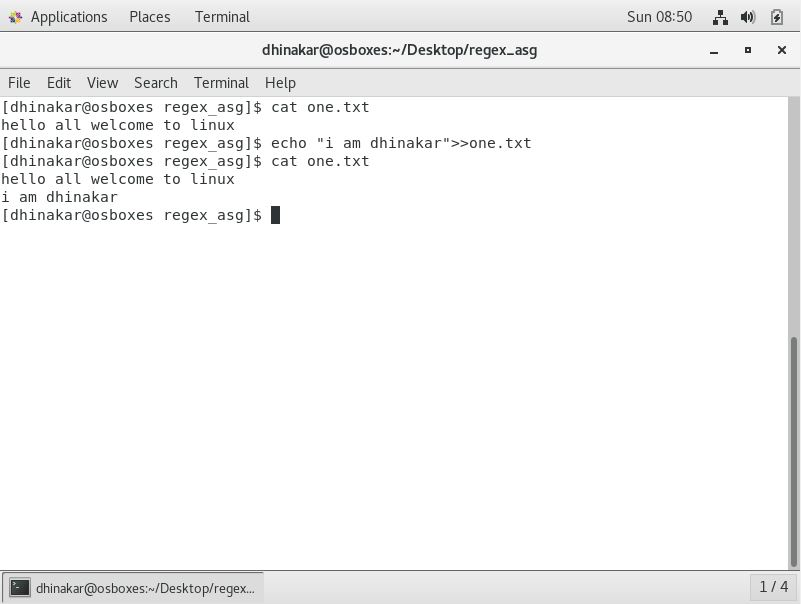 Applications Places Terminal Sun 08:50
dhinakar@osboxes:~/Desktop/regex_asg
File Edit View Search Terminal Help
[dhinakar@osboxes regex_asg]$ cat one.txt
hello all welcome to linux
[dhinakar@osboxes regex_asg]$ echo "i am dhinakar">>one.txt
[dhinakar@osboxes regex_asg]$ cat one.txt
hello all welcome to linux
i am dhinakar
[dhinakar@osboxes regex_asg]$
dhinakar@osboxes:~/Desktop/regex... 1 / 4